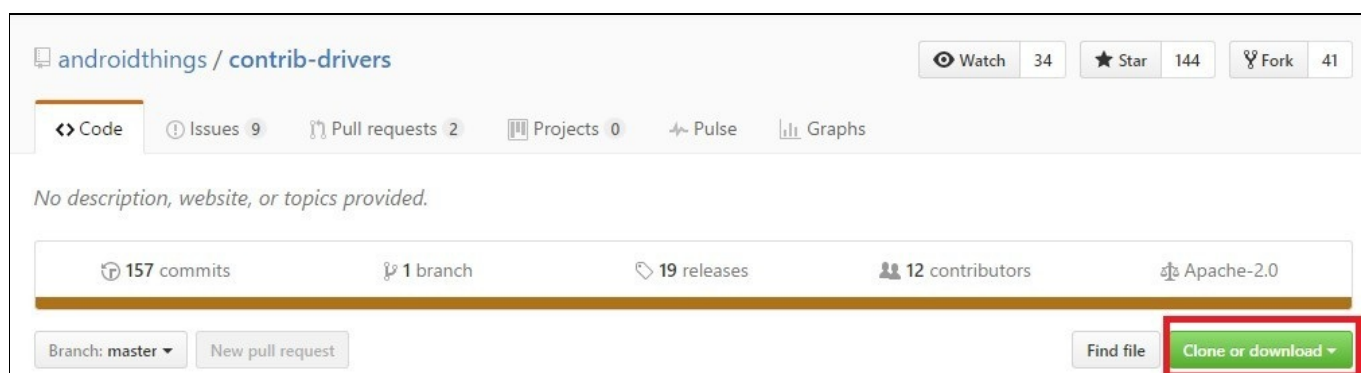 androidthings / contrib-drivers Watch 34 Star 144 Fork 41
Code Issues 9 Pull requests 2 Projects 0 Pulse Graphs
No description, website, or topics provided.
157 commits 1 branch 19 releases 12 contributors Apache-2.0
Branch: master New pull request Find file Clone or download